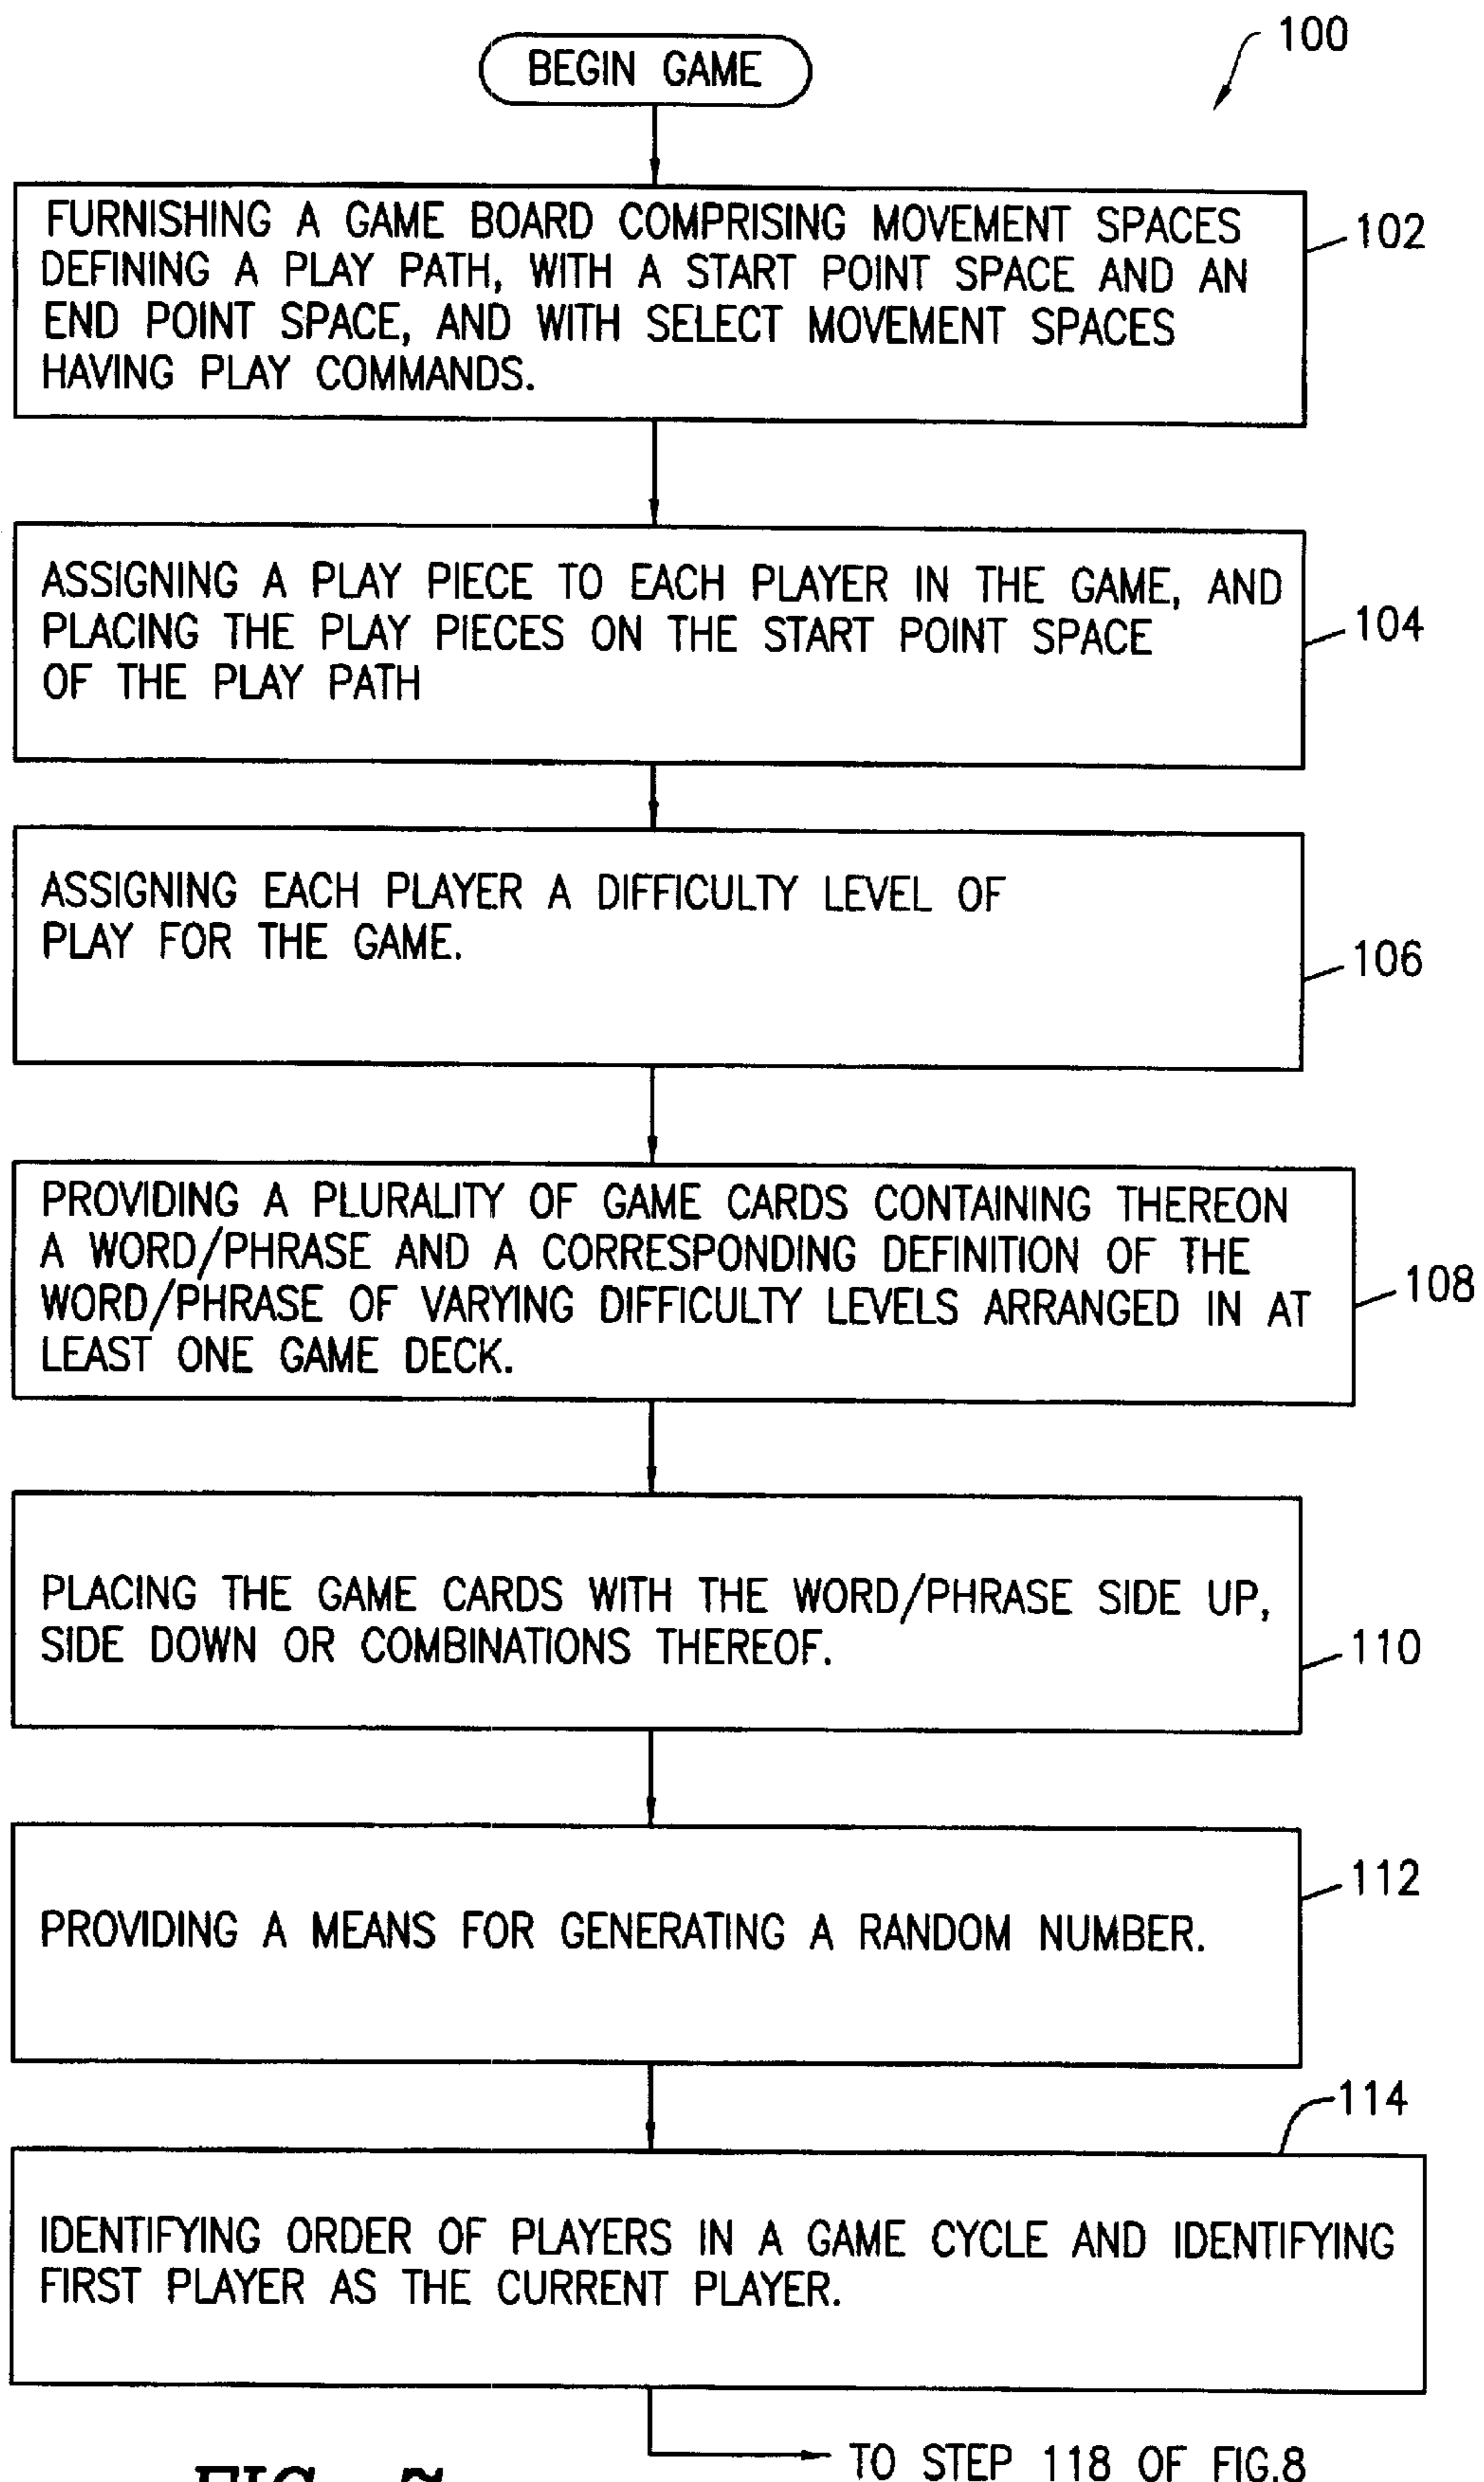 BEGIN GAME
100
FURNISHING A GAME BOARD COMPRISING MOVEMENT SPACES
DEFINING A PLAY PATH, WITH A START POINT SPACE AND AN
END POINT SPACE, AND WITH SELECT MOVEMENT SPACES
HAVING PLAY COMMANDS.
102
ASSIGNING A PLAY PIECE TO EACH PLAYER IN THE GAME, AND
PLACING THE PLAY PIECES ON THE START POINT SPACE
OF THE PLAY PATH
104
ASSIGNING EACH PLAYER A DIFFICULTY LEVEL OF
PLAY FOR THE GAME.
106
PROVIDING A PLURALITY OF GAME CARDS CONTAINING THEREON
A WORD/PHRASE AND A CORRESPONDING DEFINITION OF THE
WORD/PHRASE OF VARYING DIFFICULTY LEVELS ARRANGED IN AT
LEAST ONE GAME DECK.
108
PLACING THE GAME CARDS WITH THE WORD/PHRASE SIDE UP,
SIDE DOWN OR COMBINATIONS THEREOF.
110
PROVIDING A MEANS FOR GENERATING A RANDOM NUMBER.
112
114
IDENTIFYING ORDER OF PLAYERS IN A GAME CYCLE AND IDENTIFYING
FIRST PLAYER AS THE CURRENT PLAYER.
TO STEP 118 OF FIG.8
FIG.